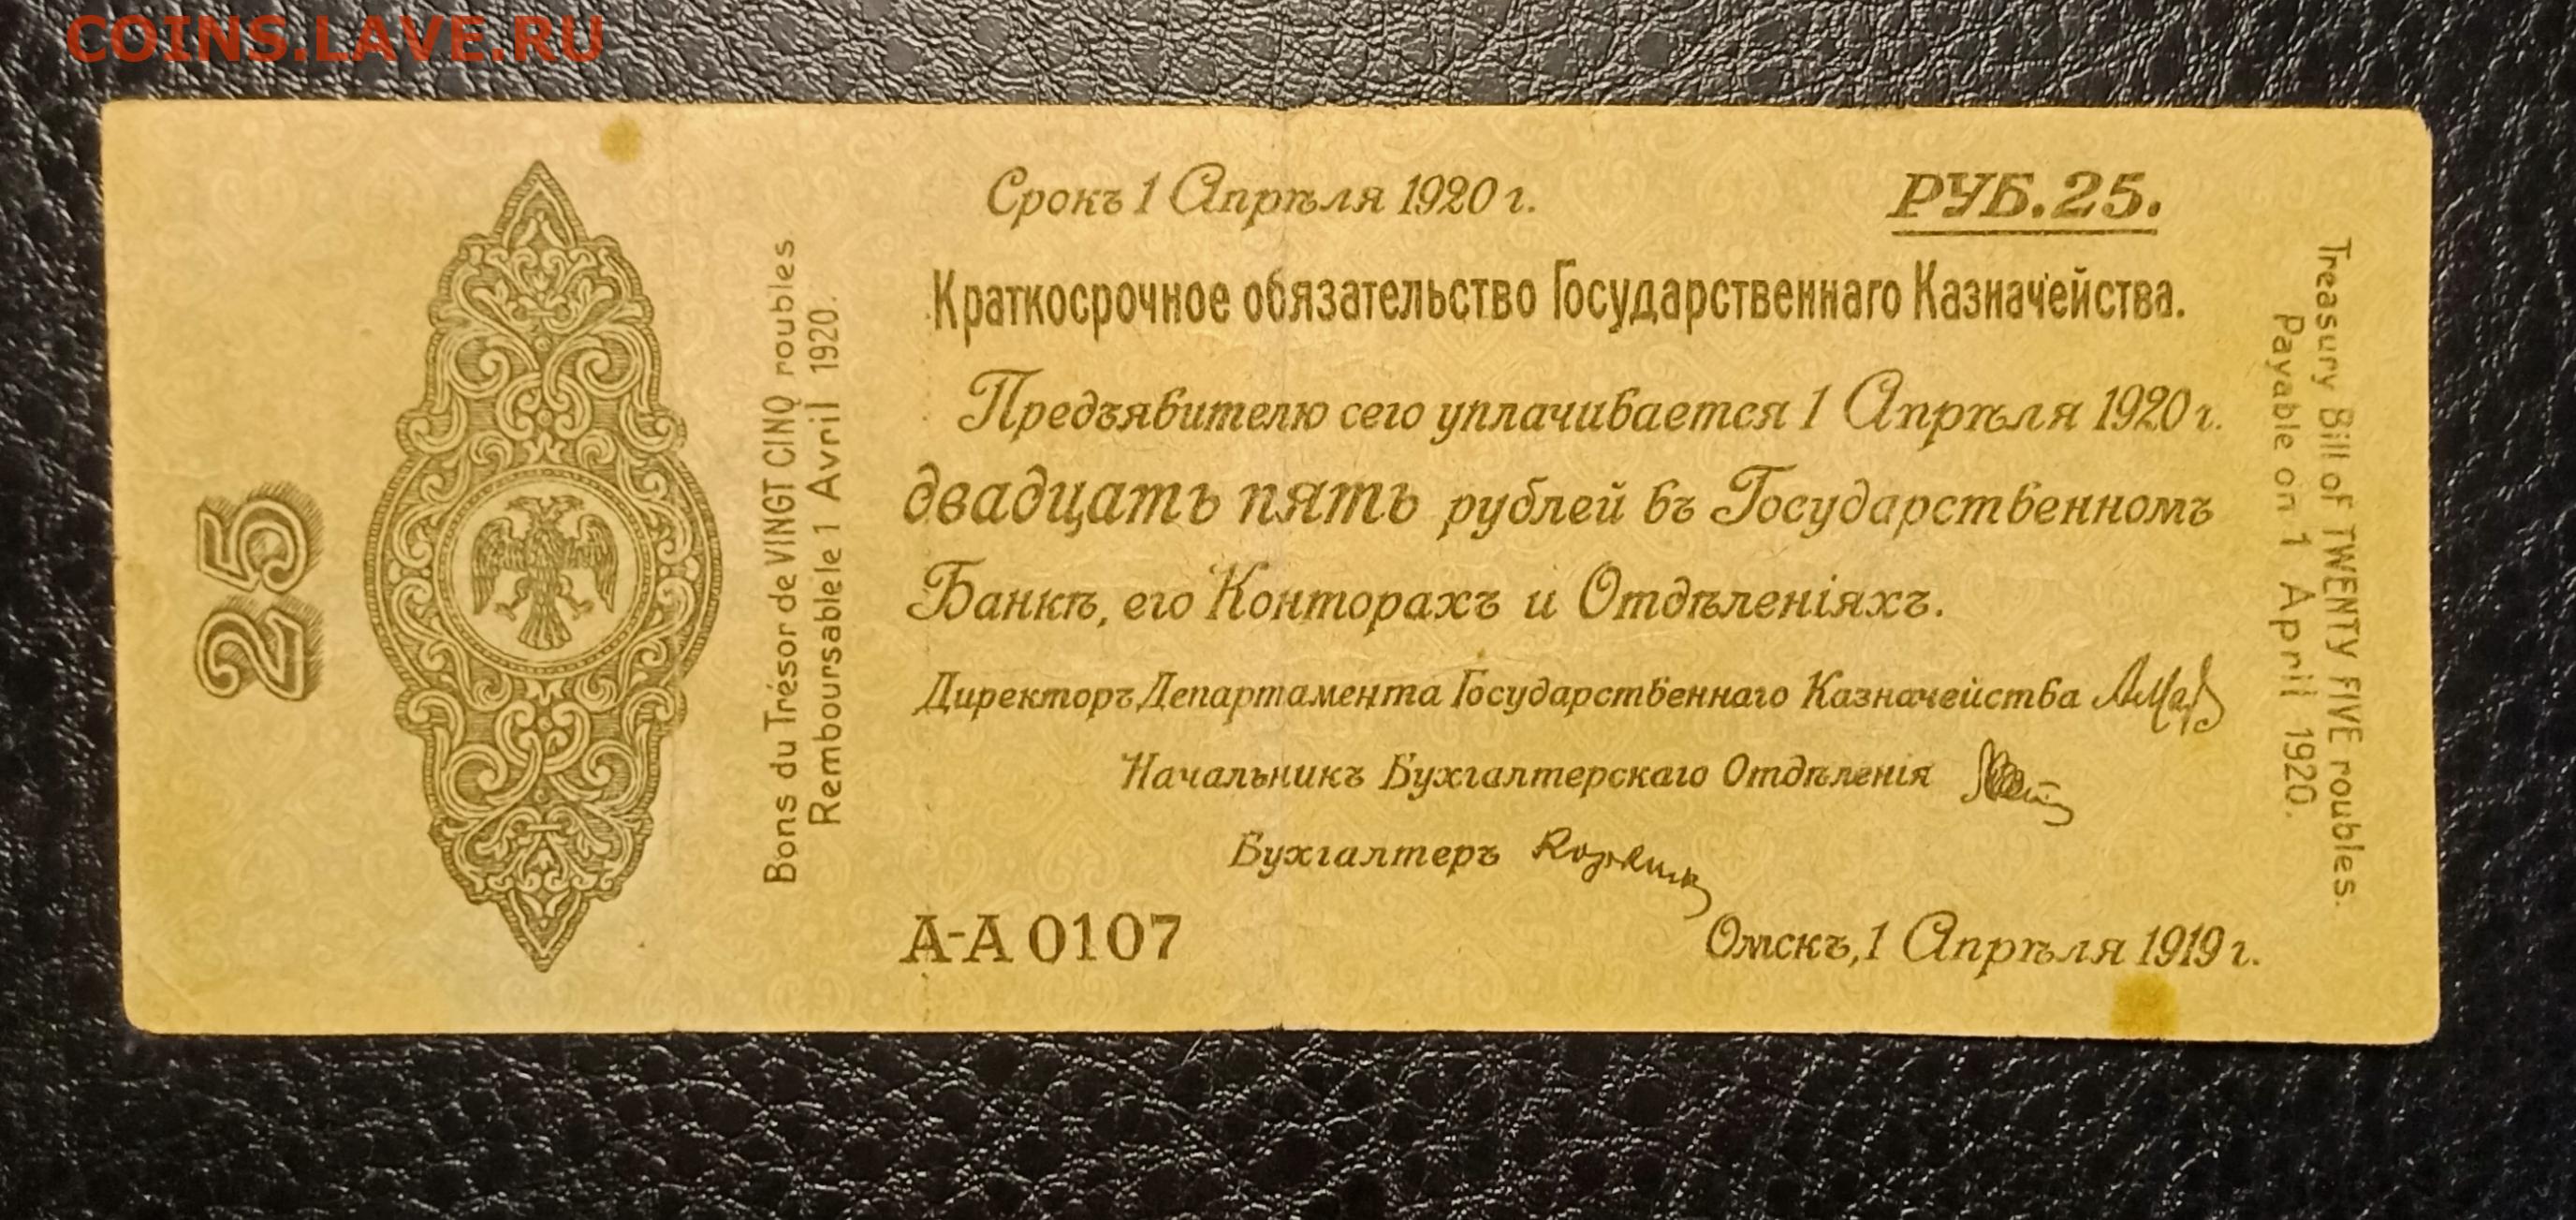 COINS.LAVE.RU
25
Bons du Trésor de VINGT CINQ roubles
Remboursablele 1 Avril 1920.
Срокъ 1 Апрѣля 1920 г.
РУБ. 25.
Краткосрочное обязательство Государственнаго Казначейства.
Предъявителю сего уплачивается 1 Апрѣля 1920 г.
двадцать пять рублей въ Государственномъ
Банкѣ, его Конторахъ и Отдѣленіяхъ.
Директоръ Департамента Государственнаго Казначейства
Начальникъ Бухгалтерскаго Отдѣленія
Бухгалтеръ
А-А 0107
Омскъ, 1 Апрѣля 1919 г.
Treasury Bill of TWENTY FIVE roubles.
Payable on 1 April 1920.